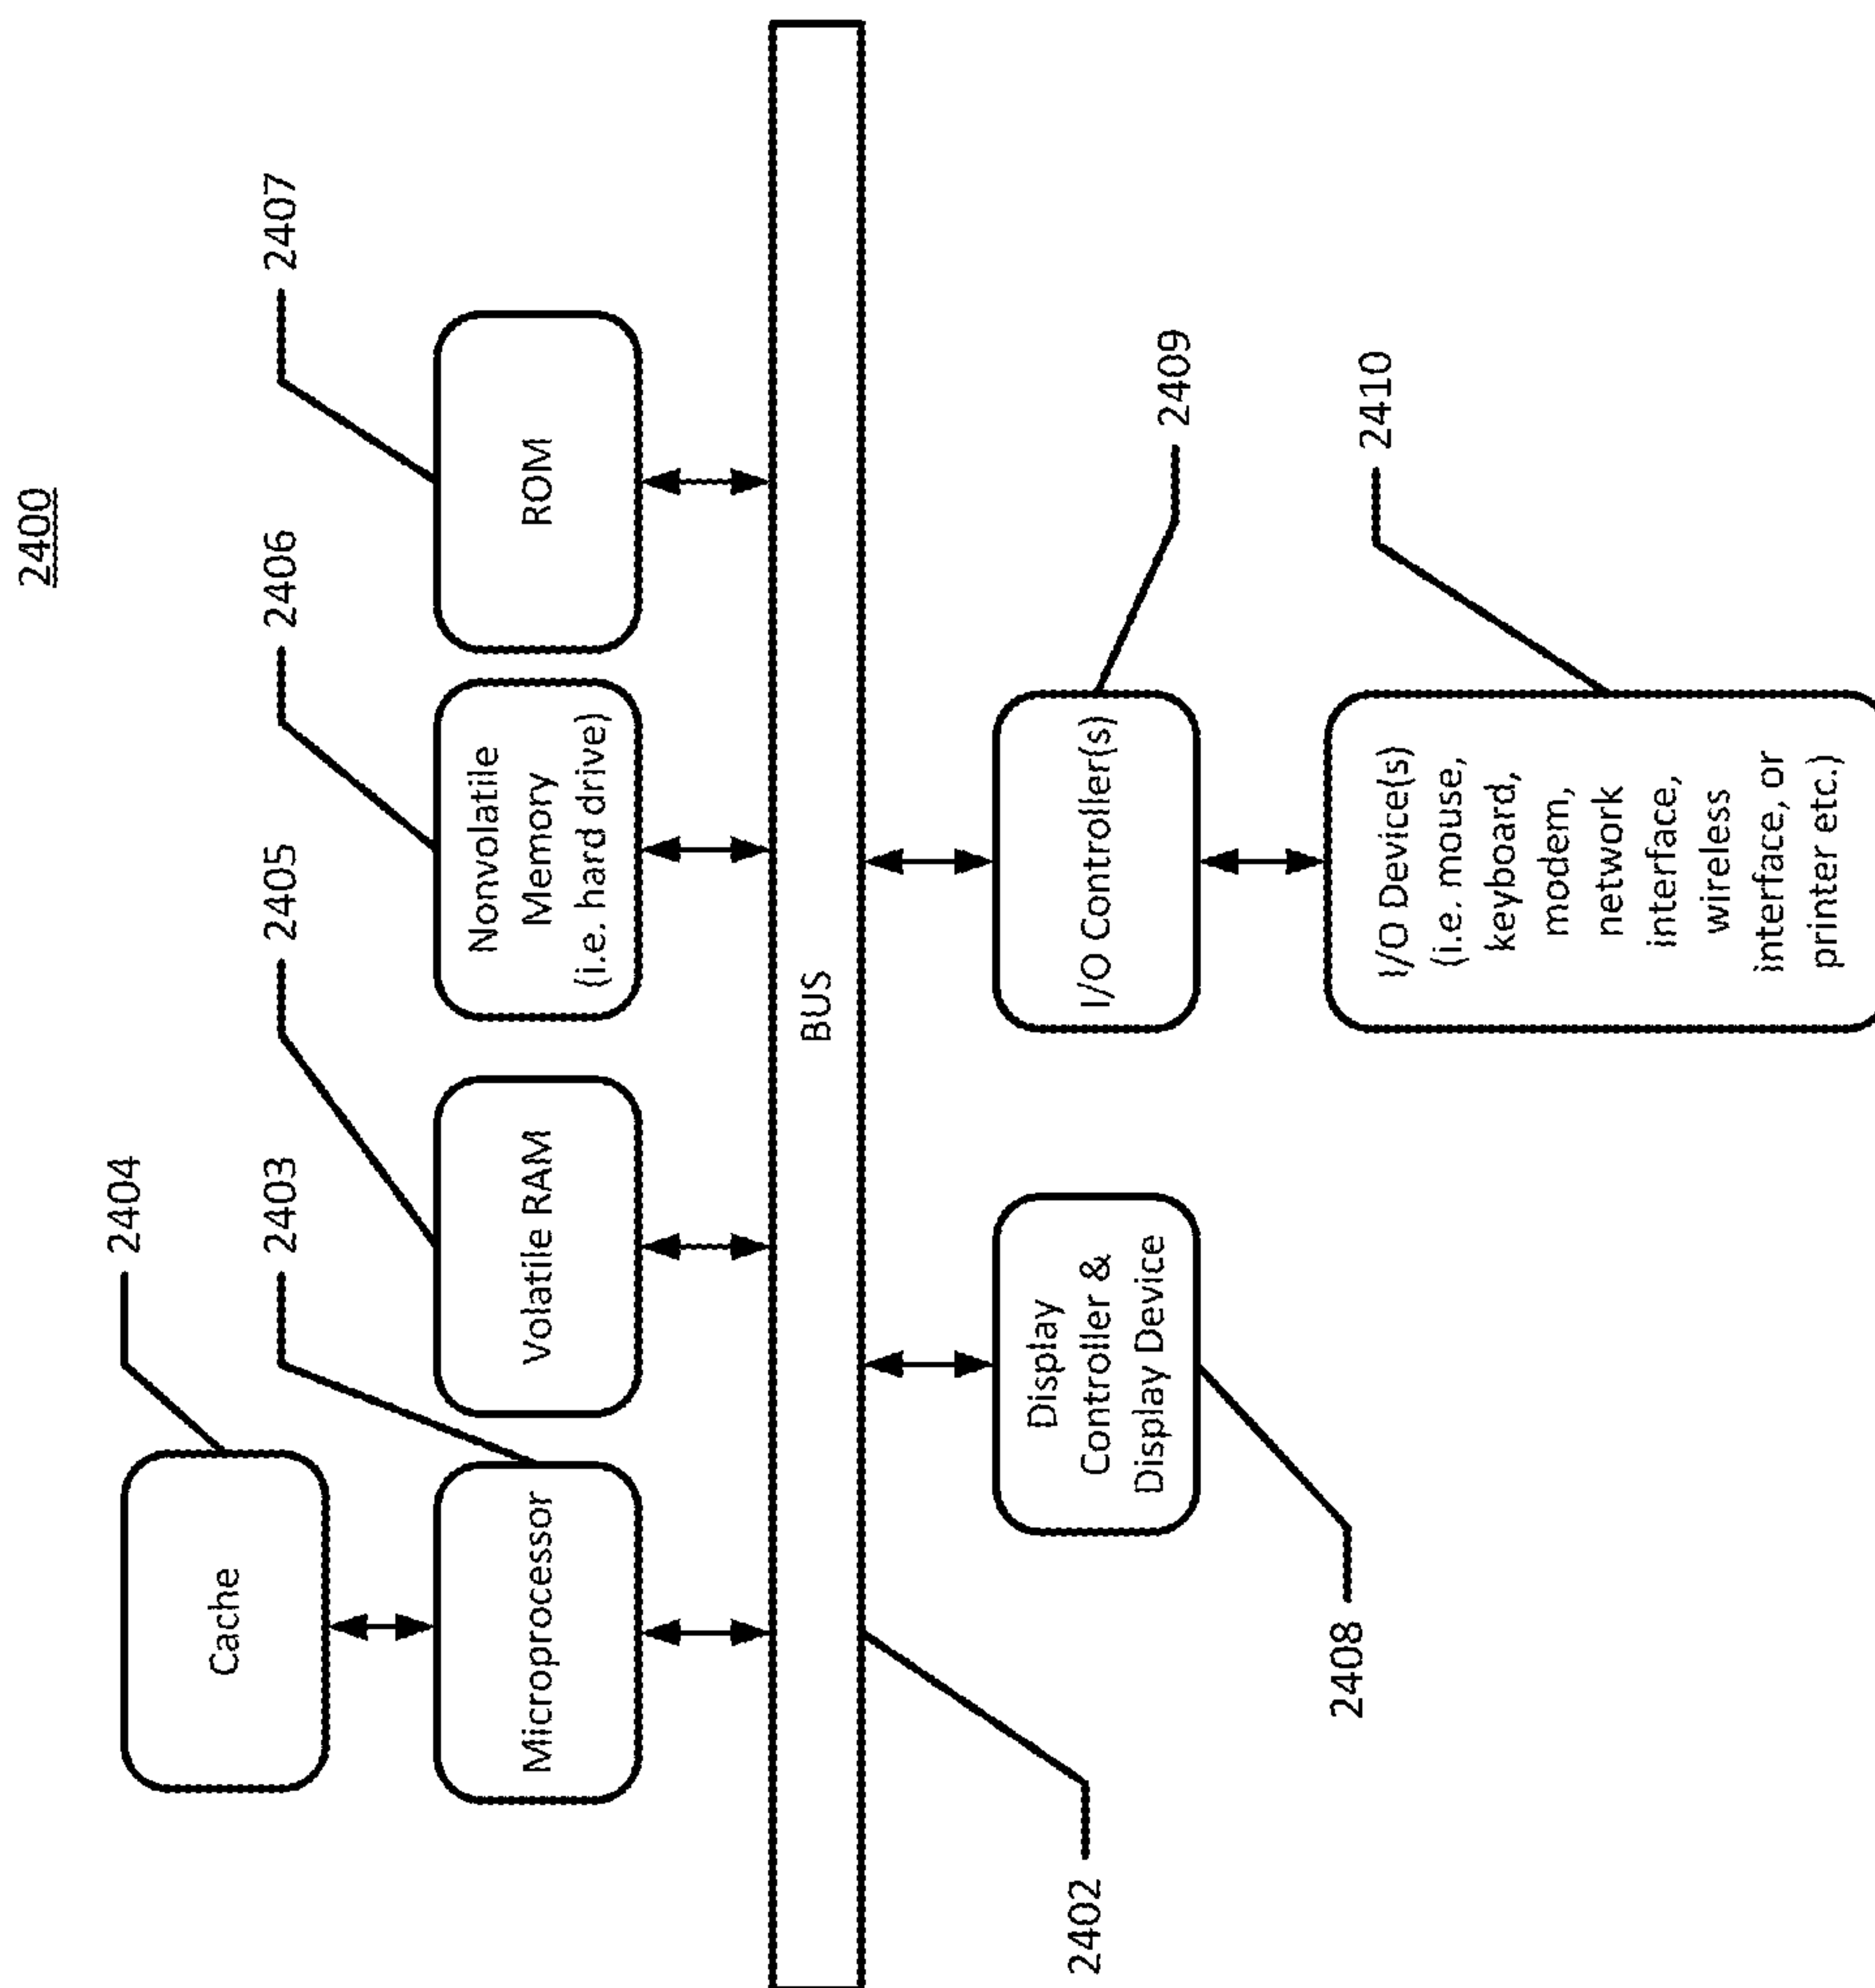 2400
2404
2403
2405
2406
2407
Cache
Microprocessor
Volatile RAM
Nonvolatile
Memory
(i.e. hard drive)
ROM
BUS
2402
Display
Controller &
Display Device
2408
I/O Controller(s)
2409
I/O Device(s)
(i.e. mouse,
keyboard,
modem,
network
interface,
wireless
interface, or
printer etc.)
2410